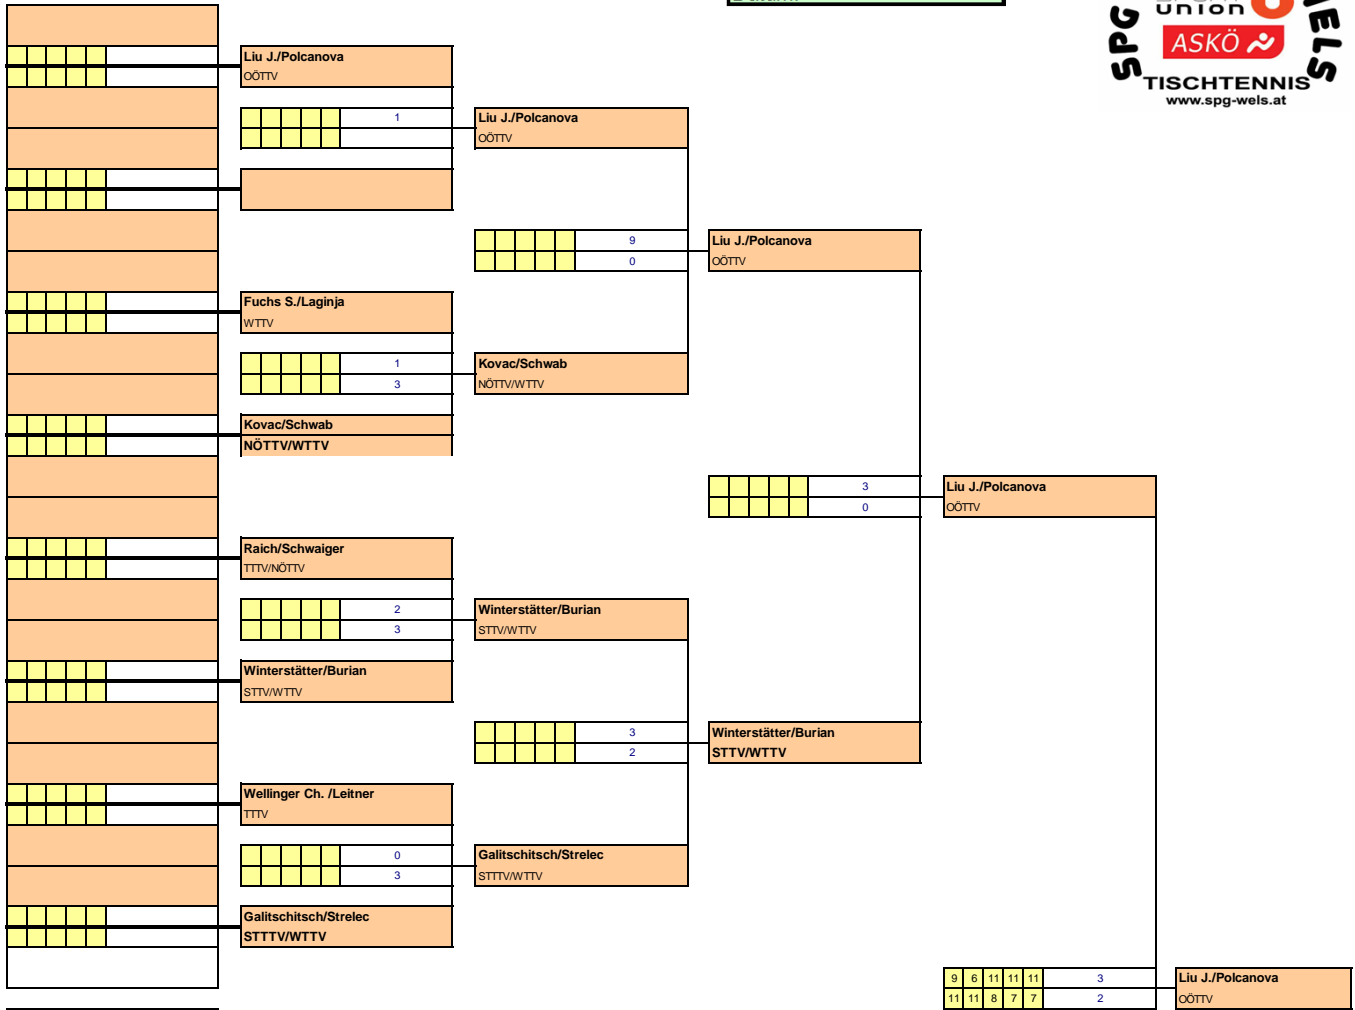 SPG
union
WELS
ASKÖ
TISCHTENNIS
www.spg-wels.at
Liu J./Polcanova
OÖTTV
1
Liu J./Polcanova
OÖTTV
9
0
Liu J./Polcanova
OÖTTV
Fuchs S./Laginja
WTTV
1
3
Kovac/Schwab
NÖTTV/WTTV
Kovac/Schwab
NÖTTV/WTTV
3
0
Liu J./Polcanova
OÖTTV
Raich/Schwaiger
TTTV/NÖTTV
2
3
Winterstätter/Burian
STTV/WTTV
Winterstätter/Burian
STTV/WTTV
3
2
Winterstätter/Burian
STTV/WTTV
Wellinger Ch. /Leitner
TTTV
0
3
Galitschitsch/Strelec
STTTV/WTTV
Galitschitsch/Strelec
STTTV/WTTV
9 6 11 11 11 3
11 11 8 7 7 2
Liu J./Polcanova
OÖTTV